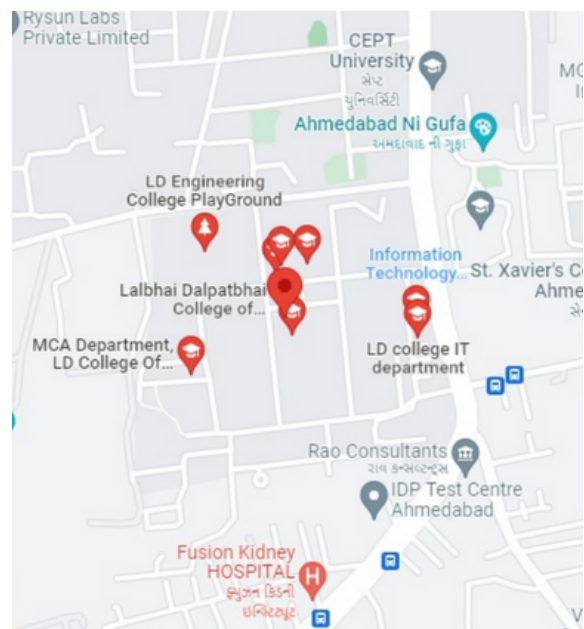 Rysun Labs
Private Limited
CEPT
University
સેપ્ટ
યુનિવર્સિટી
MG
In
Ahmedabad Ni Gufa
અમદાવાદ ની ગુફા
LD Engineering
College PlayGround
Information
Technology...
St. Xavier's C
Ahme
સે
Lalbhai Dalpatbhai
College of...
MCA Department,
LD College Of...
LD college IT
department
Rao Consultants
રાવ કન્સલ્ટન્ટ્સ
IDP Test Centre
Ahmedabad
Fusion Kidney
HOSPITAL
ફ્યુઝન કિડની
ઇન્સ્ટિટ્યૂટ
H
V